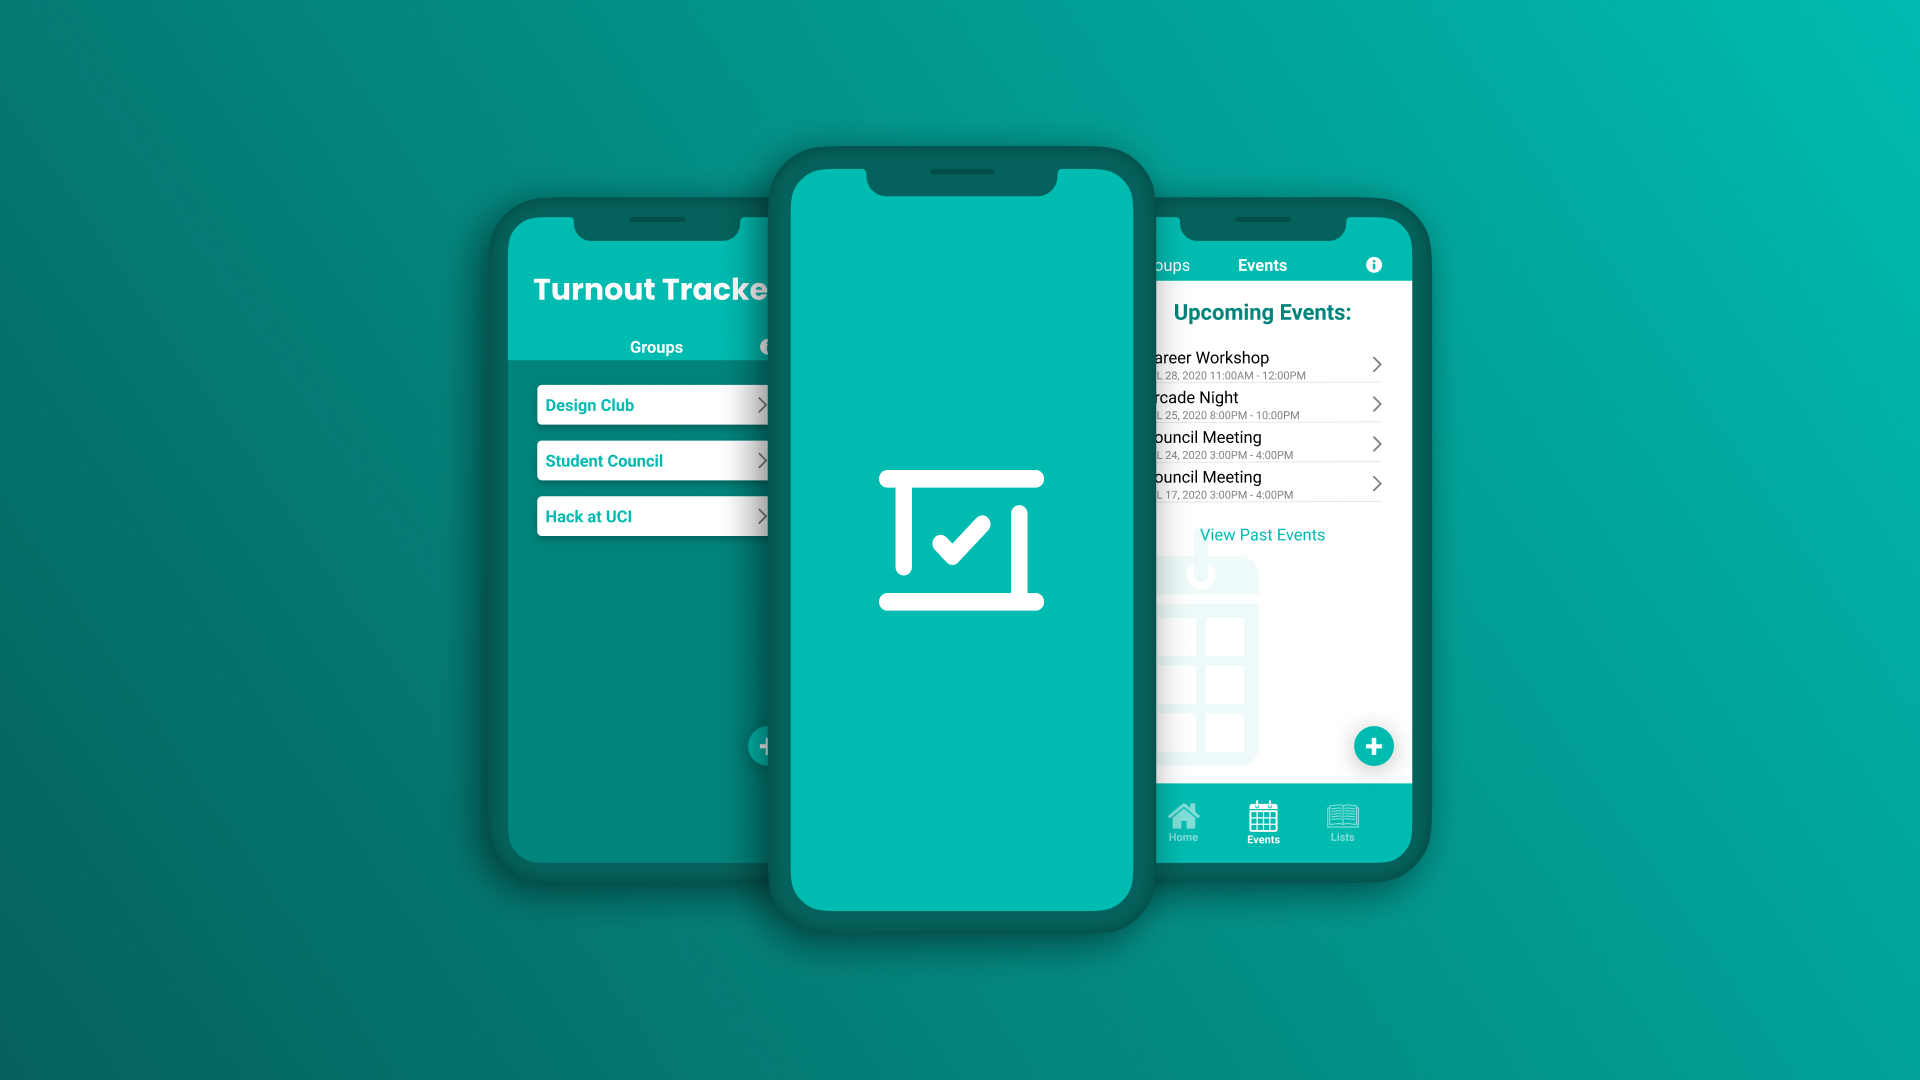 Turnout Tracke
Groups
Design Club
Student Council
Hack at UCI
oups
Events
Upcoming Events:
areer Workshop
L 28, 2020 11:00AM - 12:00PM
rcade Night
L 25, 2020 8:00PM - 10:00PM
ouncil Meeting
L 24, 2020 3:00PM - 4:00PM
ouncil Meeting
L 17, 2020 3:00PM - 4:00PM
View Past Events
Home
Events
Lists